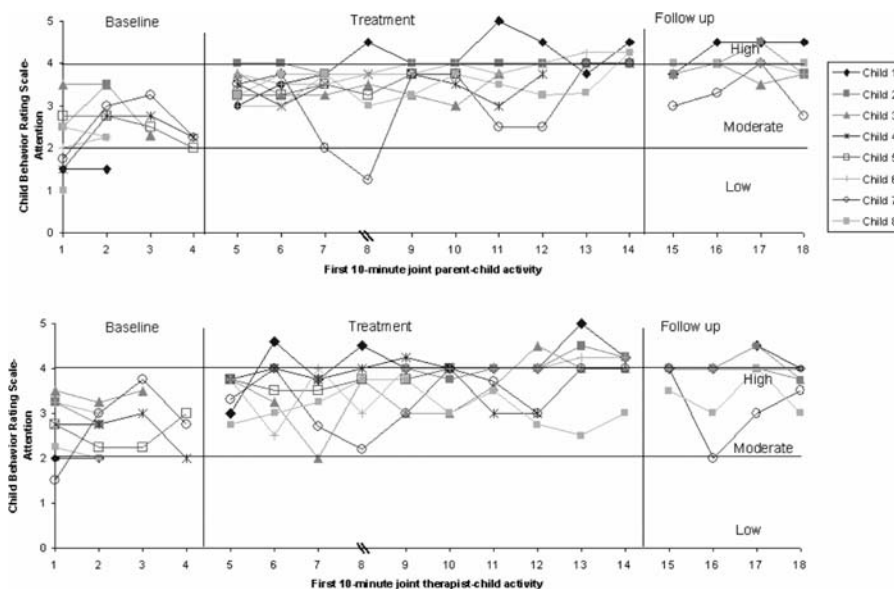 Baseline
Treatment
Follow up
Child Behavior Rating Scale-
Attention
5
4
3
2
1
0
High
Moderate
Low
1 2 3 4 5 6 7 8 9 10 11 12 13 14 15 16 17 18
First 10-minute joint parent-child activity
Child 1
Child 2
Child 3
Child 4
Child 5
Child 6
Child 7
Child 8
Baseline
Treatment
Follow up
Child Behavior Rating Scale-
Attention
5
4
3
2
1
0
High
Moderate
Low
1 2 3 4 5 6 7 8 9 10 11 12 13 14 15 16 17 18
First 10-minute joint therapist-child activity